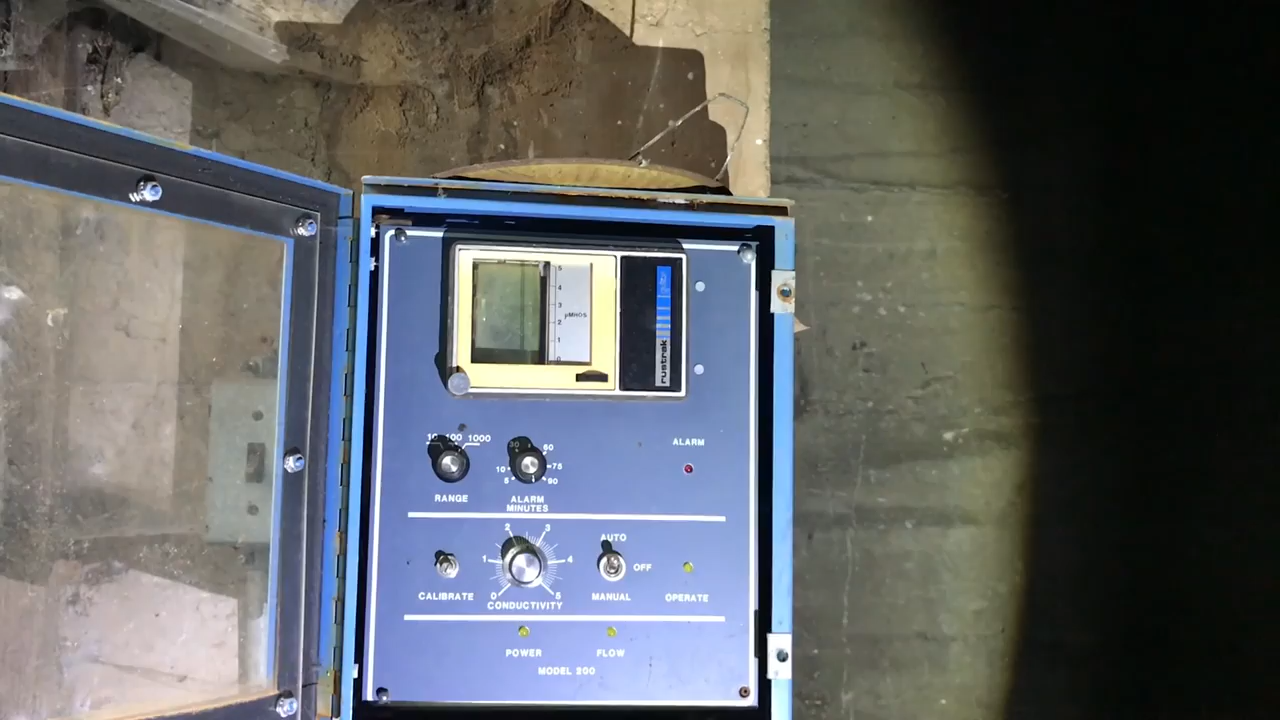 5
4
3
µMHOS
2
1
0
rustrak
10 100 1000
30 60
10 75
5 90
ALARM
RANGE
ALARM
MINUTES
2 3
1 4
0 5
AUTO
OFF
CALIBRATE
CONDUCTIVITY
MANUAL
OPERATE
POWER
FLOW
MODEL 200